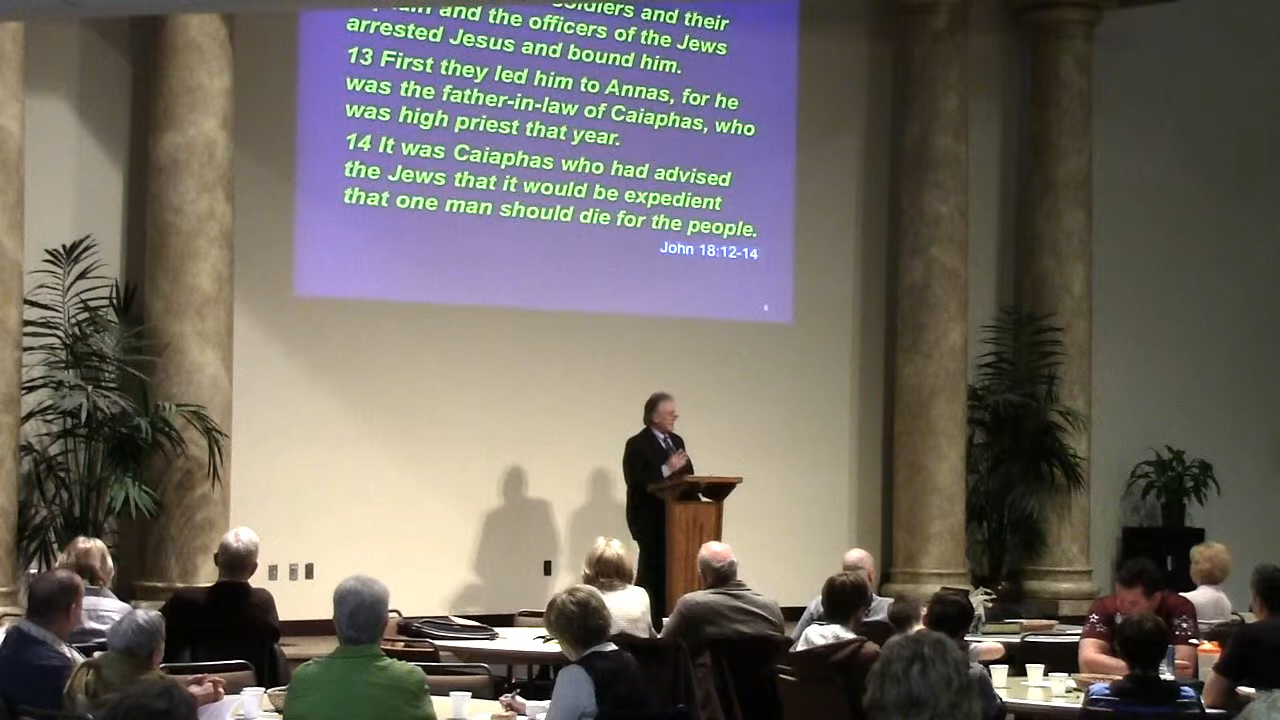 soldiers and their
and the officers of the Jews
arrested Jesus and bound him.
13 First they led him to Annas, for he
was the father-in-law of Caiaphas, who
was high priest that year.
14 It was Caiaphas who had advised
the Jews that it would be expedient
that one man should die for the people.
John 18:12-14